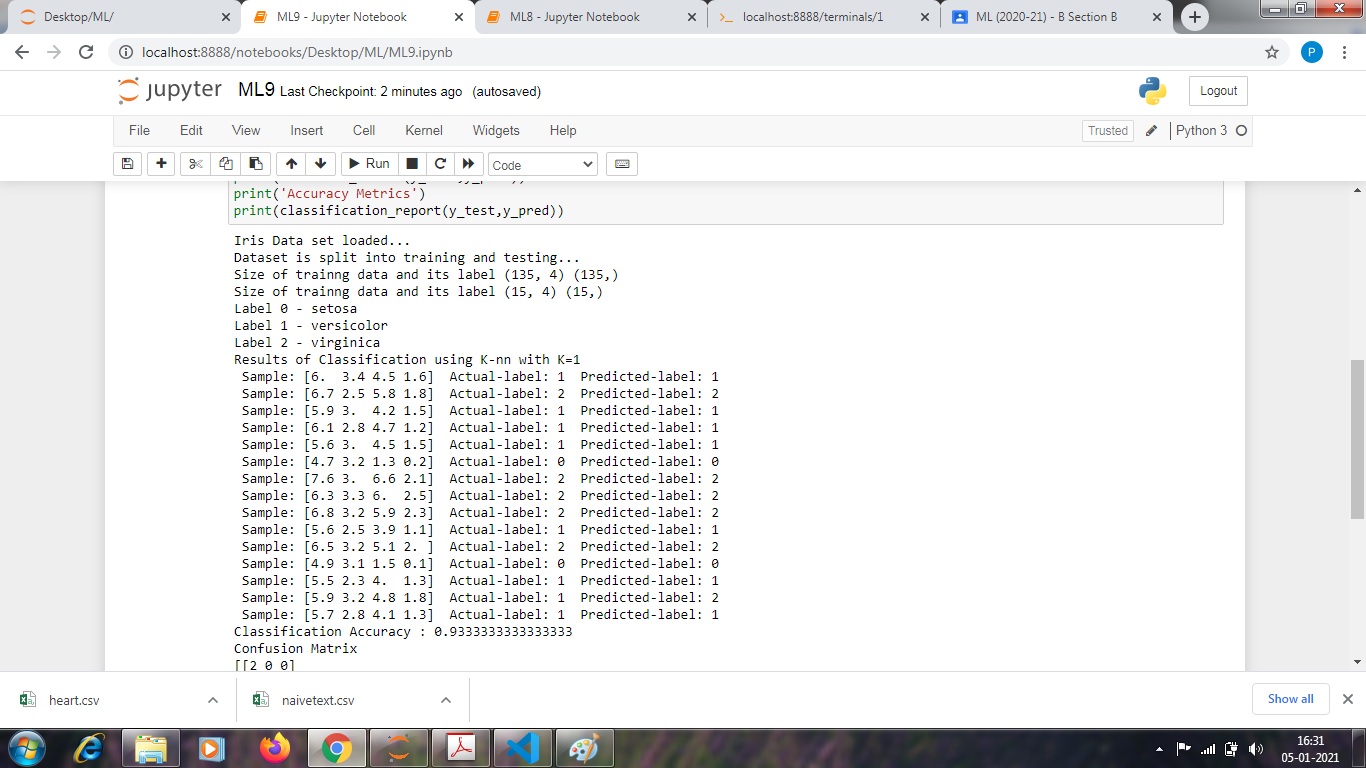 Desktop/ML/
ML9 - Jupyter Notebook
ML8 - Jupyter Notebook
localhost:8888/terminals/1
ML (2020-21) - B Section B
localhost:8888/notebooks/Desktop/ML/ML9.ipynb
P
jupyter ML9 Last Checkpoint: 2 minutes ago (autosaved)
Logout
File Edit View Insert Cell Kernel Widgets Help
Trusted
Python 3
Run
Code
print('Accuracy Metrics')
print(classification_report(y_test,y_pred))
Iris Data set loaded...
Dataset is split into training and testing...
Size of trainng data and its label (135, 4) (135,)
Size of trainng data and its label (15, 4) (15,)
Label 0 - setosa
Label 1 - versicolor
Label 2 - virginica
Results of Classification using K-nn with K=1
Sample: [6.  3.4 4.5 1.6]  Actual-label: 1  Predicted-label: 1
Sample: [6.7 2.5 5.8 1.8]  Actual-label: 2  Predicted-label: 2
Sample: [5.9 3.  4.2 1.5]  Actual-label: 1  Predicted-label: 1
Sample: [6.1 2.8 4.7 1.2]  Actual-label: 1  Predicted-label: 1
Sample: [5.6 3.  4.5 1.5]  Actual-label: 1  Predicted-label: 1
Sample: [4.7 3.2 1.3 0.2]  Actual-label: 0  Predicted-label: 0
Sample: [7.6 3.  6.6 2.1]  Actual-label: 2  Predicted-label: 2
Sample: [6.3 3.3 6.  2.5]  Actual-label: 2  Predicted-label: 2
Sample: [6.8 3.2 5.9 2.3]  Actual-label: 2  Predicted-label: 2
Sample: [5.6 2.5 3.9 1.1]  Actual-label: 1  Predicted-label: 1
Sample: [6.5 3.2 5.1 2. ]  Actual-label: 2  Predicted-label: 2
Sample: [4.9 3.1 1.5 0.1]  Actual-label: 0  Predicted-label: 0
Sample: [5.5 2.3 4.  1.3]  Actual-label: 1  Predicted-label: 1
Sample: [5.9 3.2 4.8 1.8]  Actual-label: 1  Predicted-label: 2
Sample: [5.7 2.8 4.1 1.3]  Actual-label: 1  Predicted-label: 1
Classification Accuracy : 0.9333333333333333
Confusion Matrix
[[2 0 0]
heart.csv
naivetext.csv
Show all
16:31
05-01-2021